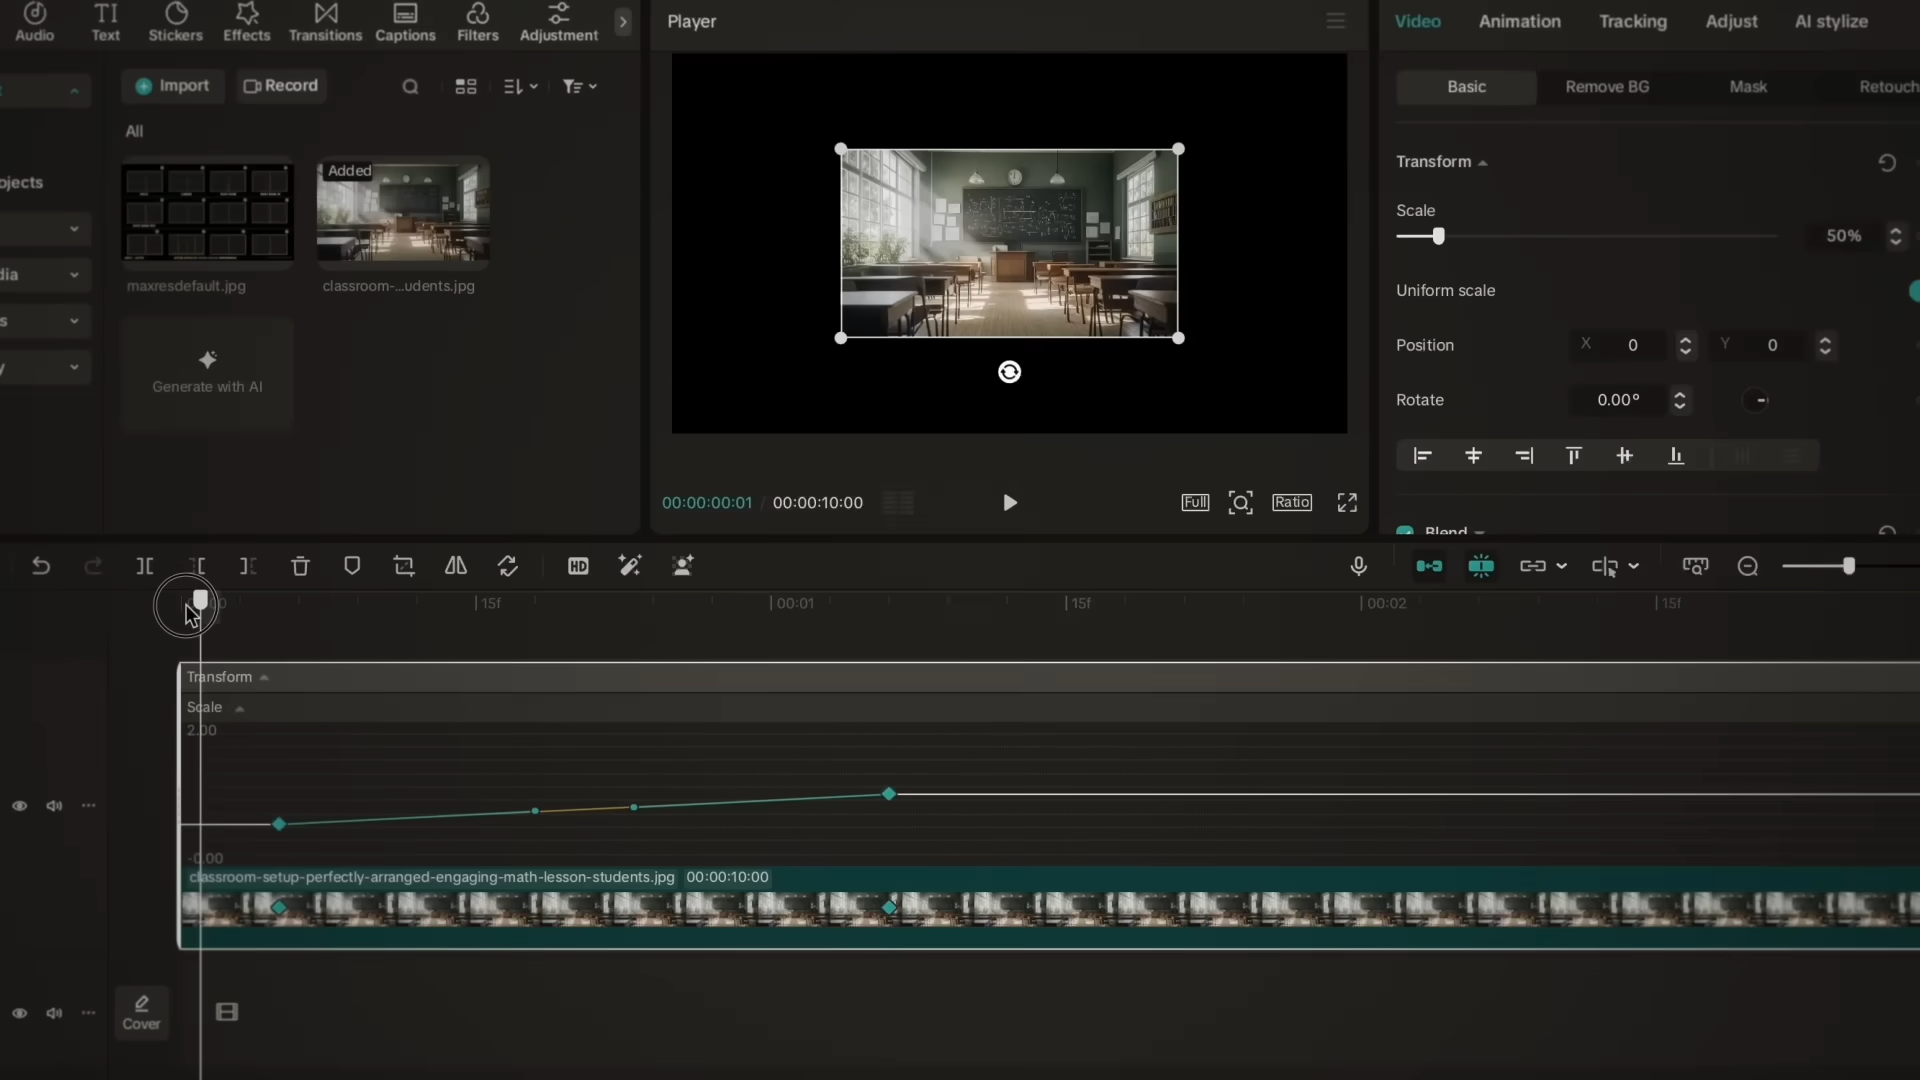 Audio
Text
Stickers
Effects
Transitions
Captions
Filters
Adjustment
Import
Record
All
Added
maxresdefault.jpg
classroom-...udents.jpg
Generate with AI
ojects
dia
s
y
Player
00:00:00:01 / 00:00:10:00
Full
Ratio
Video
Animation
Tracking
Adjust
AI stylize
Basic
Remove BG
Mask
Retouch
Transform
Scale
50%
Uniform scale
Position
X 0
Y 0
Rotate
0.00°
Blend
HD
15f
00:01
15f
00:02
15f
Transform
Scale
2.00
-0.00
classroom-setup-perfectly-arranged-engaging-math-lesson-students.jpg 00:00:10:00
Cover